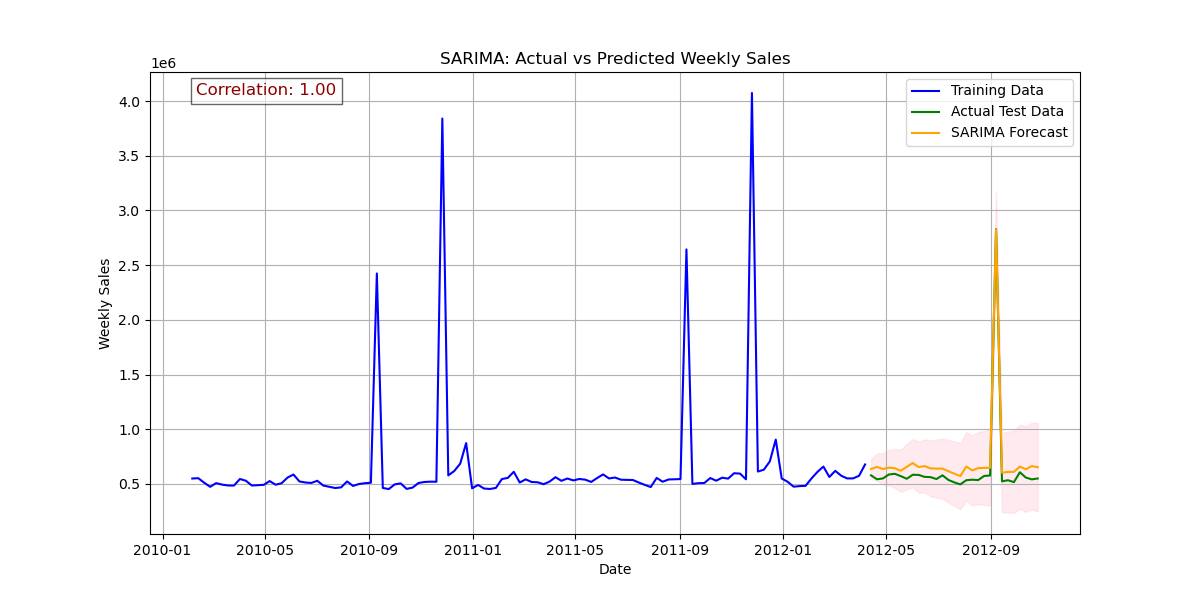 SARIMA: Actual vs Predicted Weekly Sales
1e6
Correlation: 1.00
Training Data
Actual Test Data
SARIMA Forecast
4.0
3.5
3.0
2.5
2.0
1.5
1.0
0.5
Weekly Sales
2010-01 2010-05 2010-09 2011-01 2011-05 2011-09 2012-01 2012-05 2012-09
Date